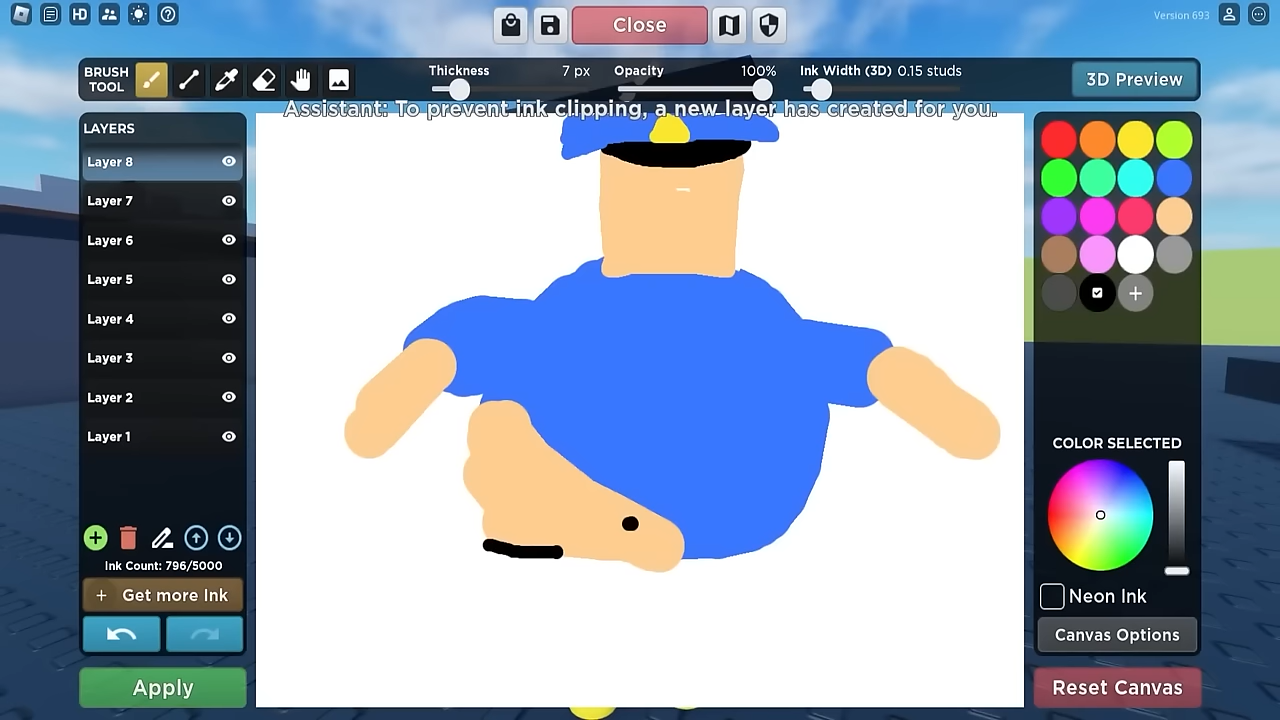 Version 693
HD
Close
BRUSH TOOL
Thickness 7 px
Opacity 100%
Ink Width (3D) 0.15 studs
3D Preview
Assistant: To prevent ink clipping, a new layer has created for you.
LAYERS
Layer 8
Layer 7
Layer 6
Layer 5
Layer 4
Layer 3
Layer 2
Layer 1
Ink Count: 796/5000
+ Get more Ink
Apply
COLOR SELECTED
Neon Ink
Canvas Options
Reset Canvas